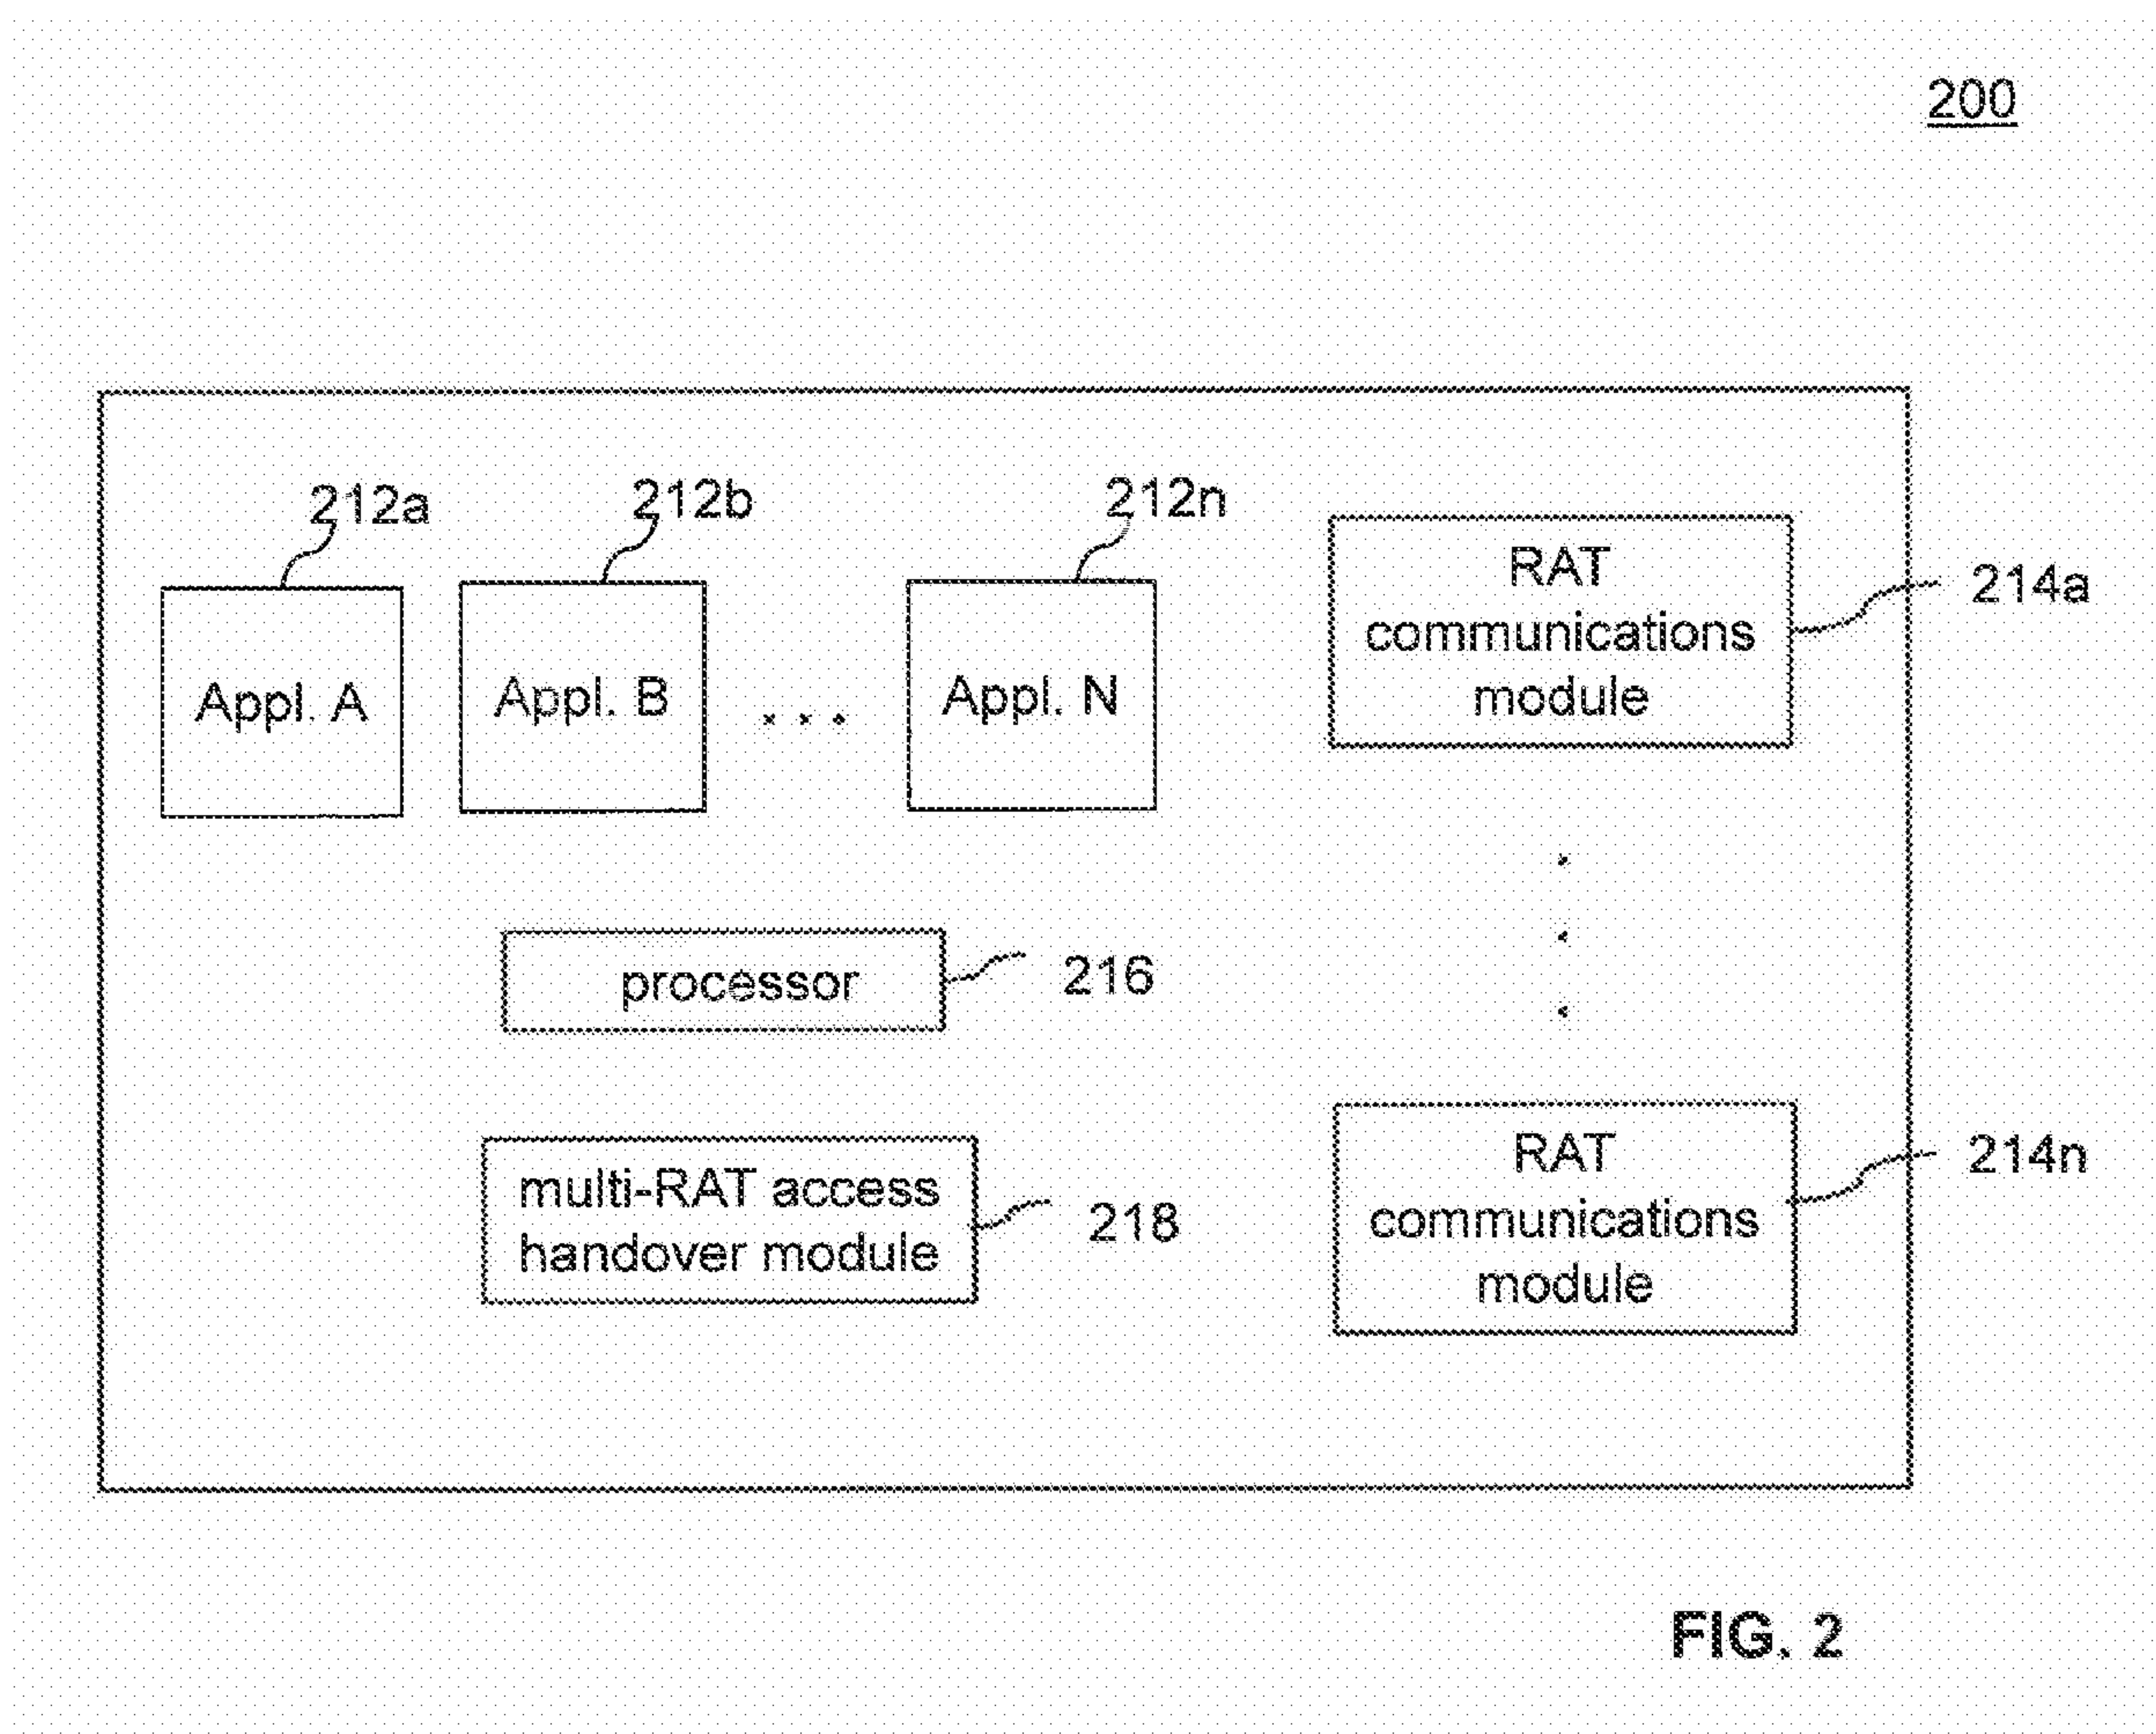 200
212a
212b
212n
Appl. A
Appl. B
. . .
Appl. N
RAT
communications
module
214a
processor
216
multi-RAT access
handover module
218
RAT
communications
module
214n
FIG. 2